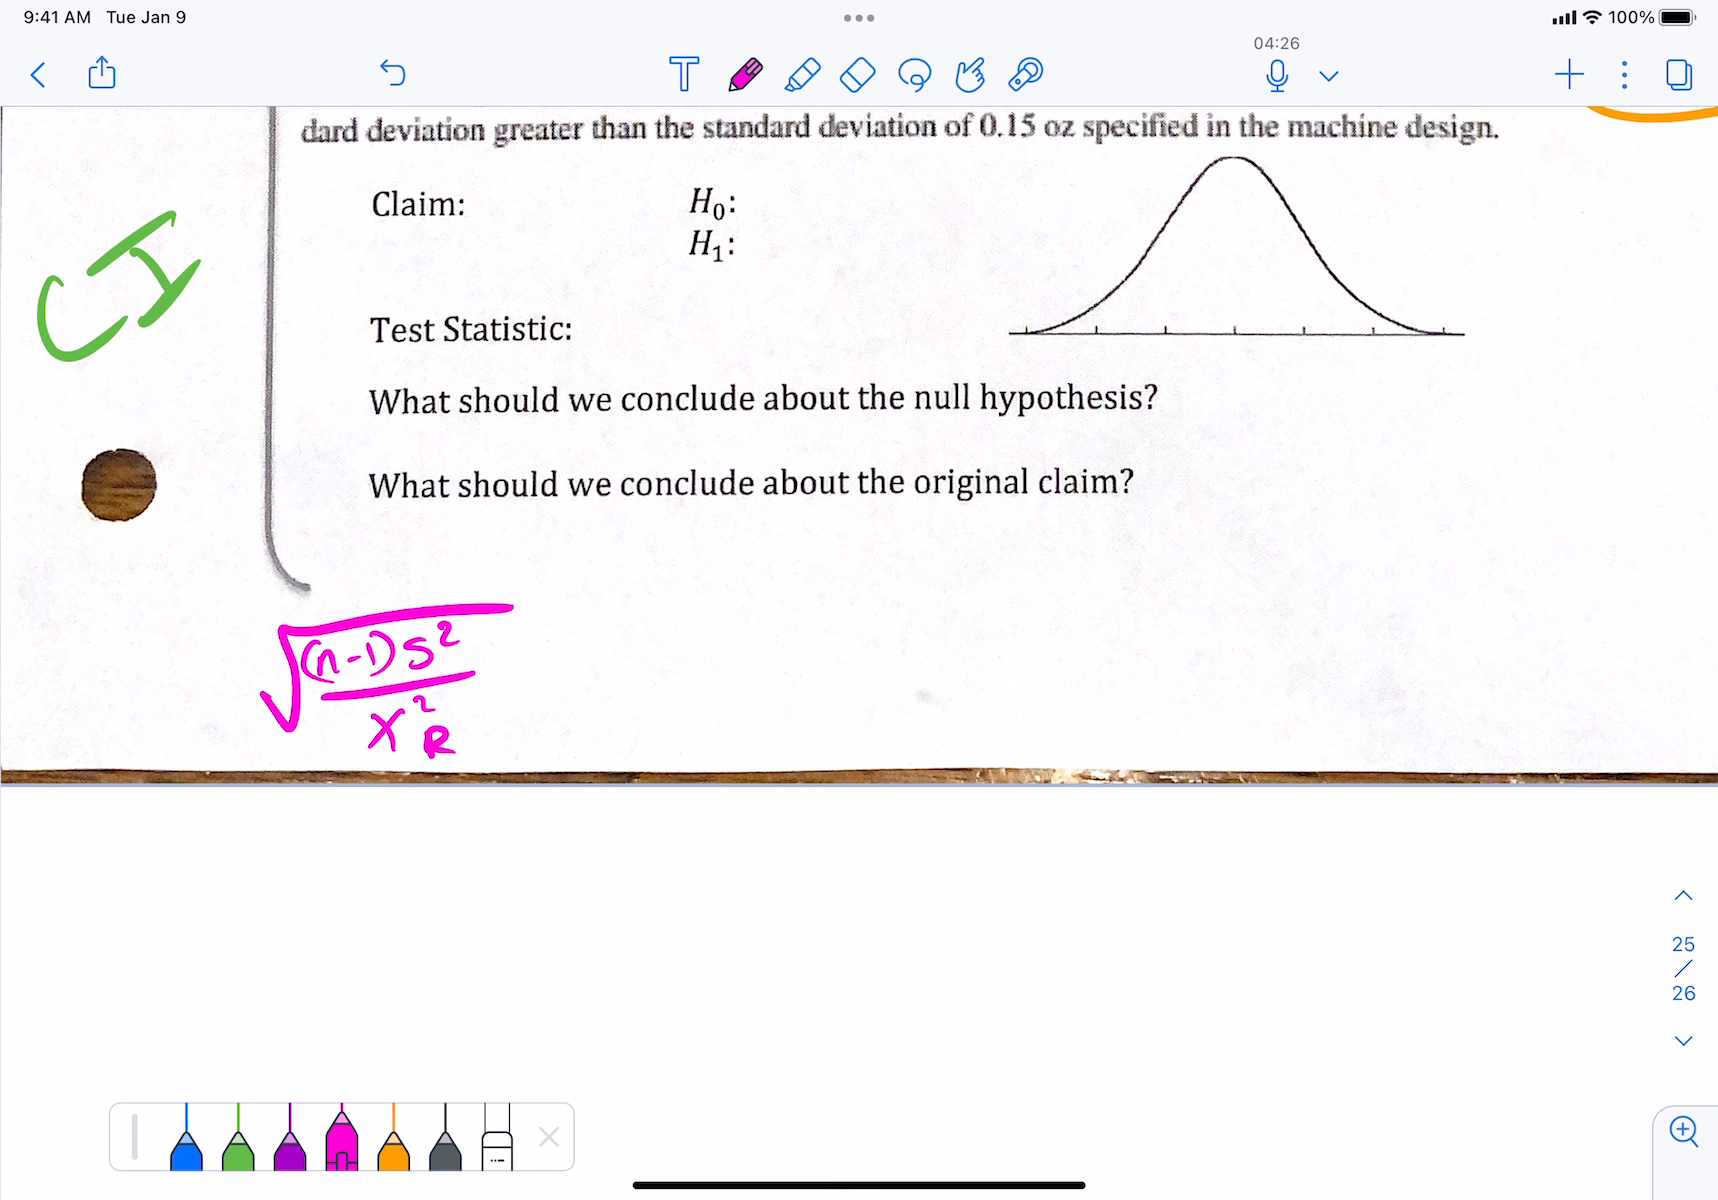 9:41 AM Tue Jan 9
100%
04:26
dard deviation greater than the standard deviation of 0.15 oz specified in the machine design.
Claim:
H₀:
H₁:
CI
Test Statistic:
What should we conclude about the null hypothesis?
What should we conclude about the original claim?
√(n-1)s²
X²R
25
/
26